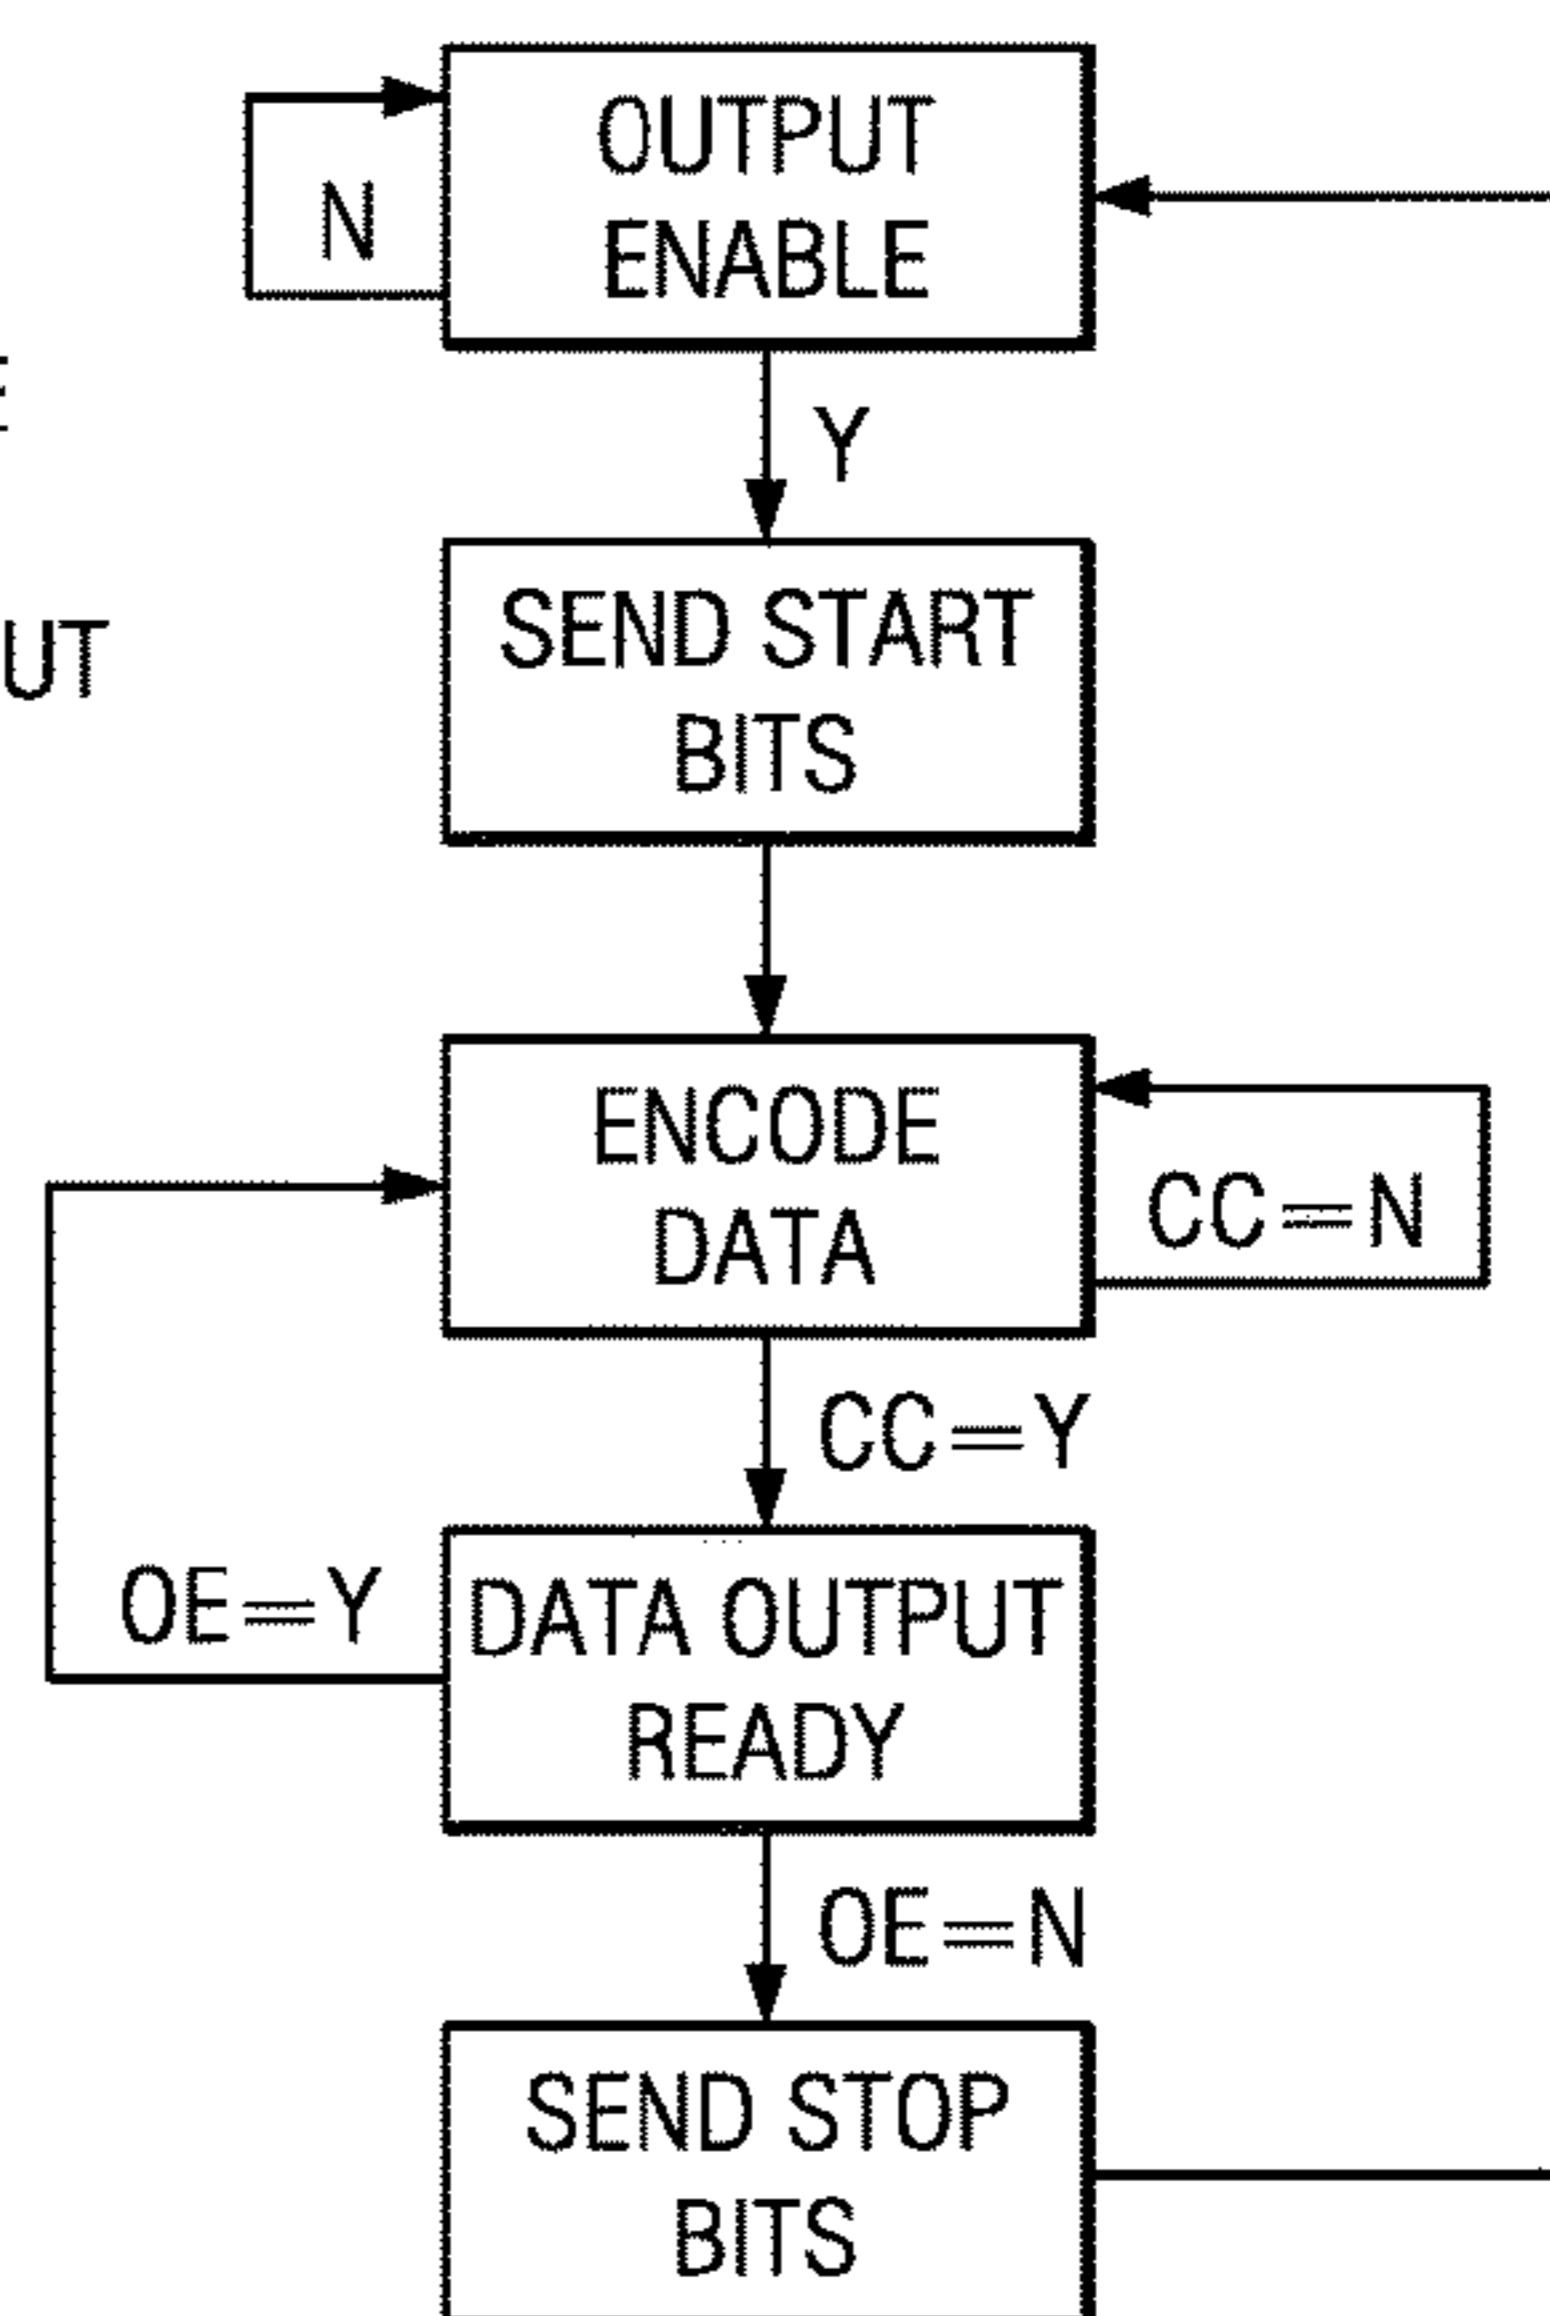 OUTPUT
ENABLE
N
Y
UT
SEND START
BITS
ENCODE
DATA
CC=N
CC=Y
OE=Y
DATA OUTPUT
READY
OE=N
SEND STOP
BITS